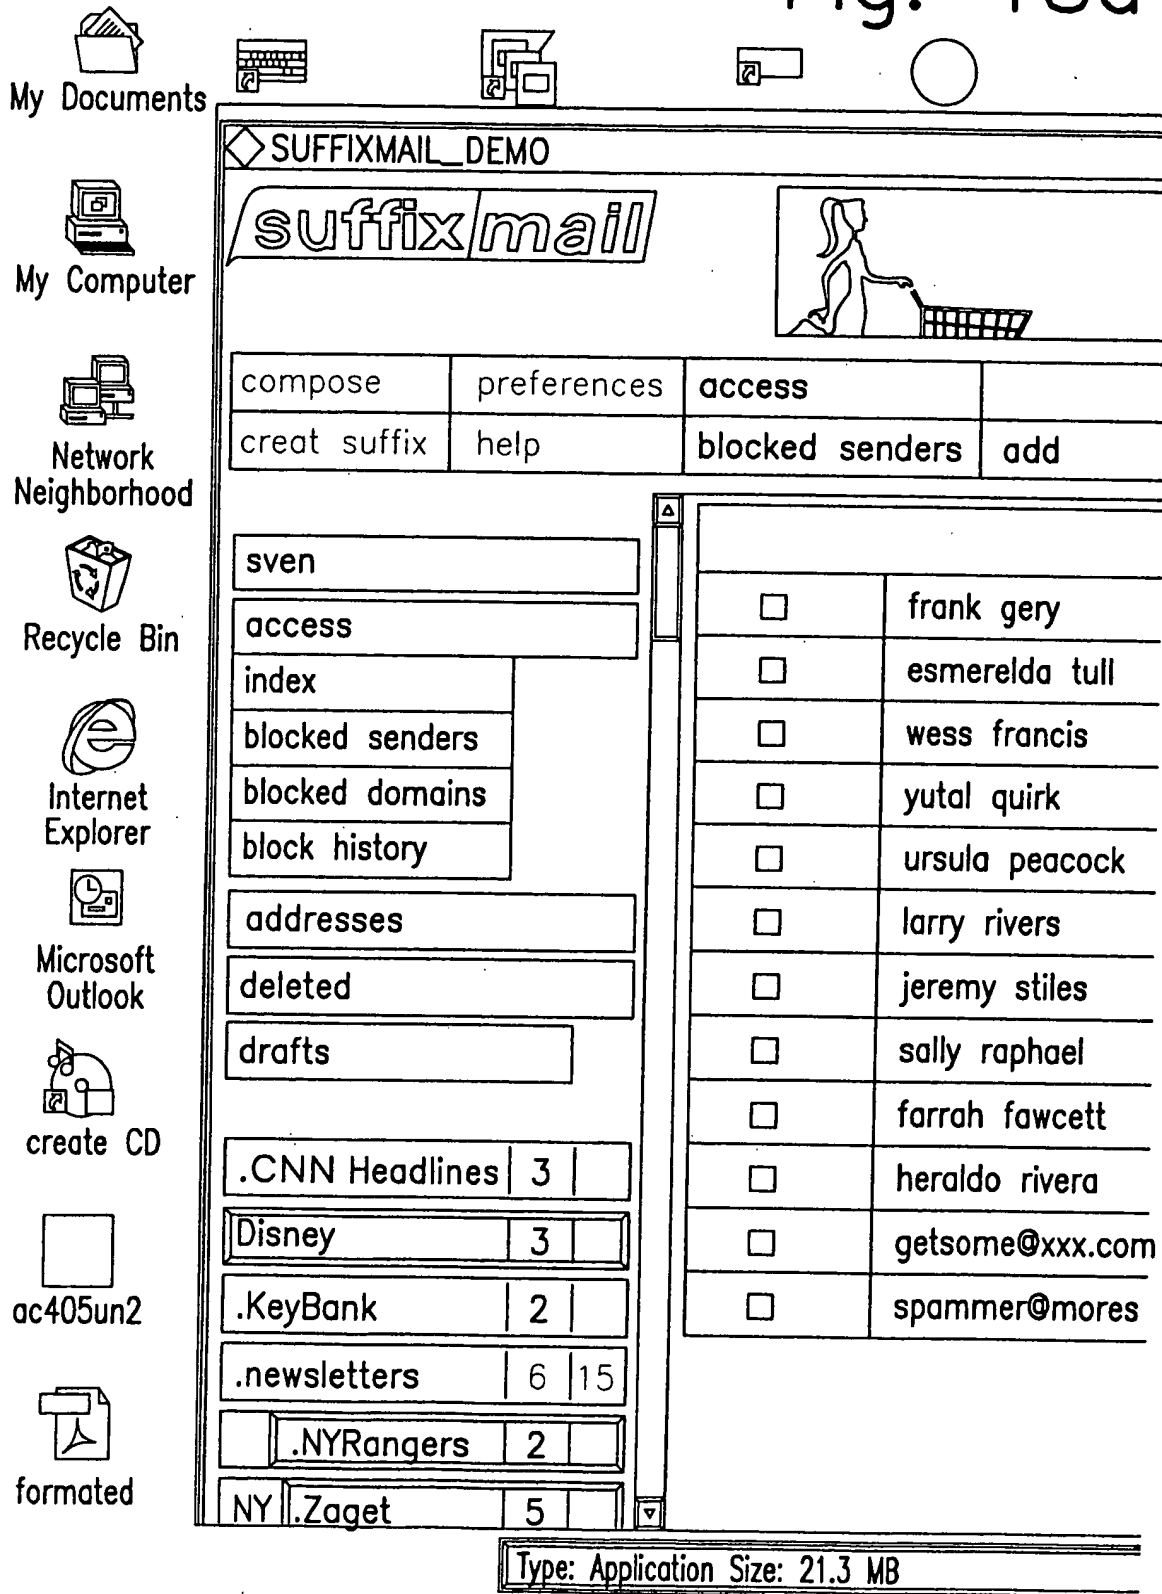 My Documents
SUFFIXMAIL_DEMO
suffix mail
My Computer
compose preferences access
creat suffix help blocked senders add
Network
Neighborhood
sven
access
index
blocked senders
blocked domains
block history
addresses
deleted
drafts
.CNN Headlines 3
Disney 3
.KeyBank 2
.newsletters 6 15
.NYRangers 2
NY .Zaget 5
frank gery
esmerelda tull
wess francis
yutal quirk
ursula peacock
larry rivers
jeremy stiles
sally raphael
farrah fawcett
heraldo rivera
getsome@xxx.com
spammer@mores
Recycle Bin
Internet
Explorer
Microsoft
Outlook
create CD
ac405un2
formated
Type: Application Size: 21.3 MB